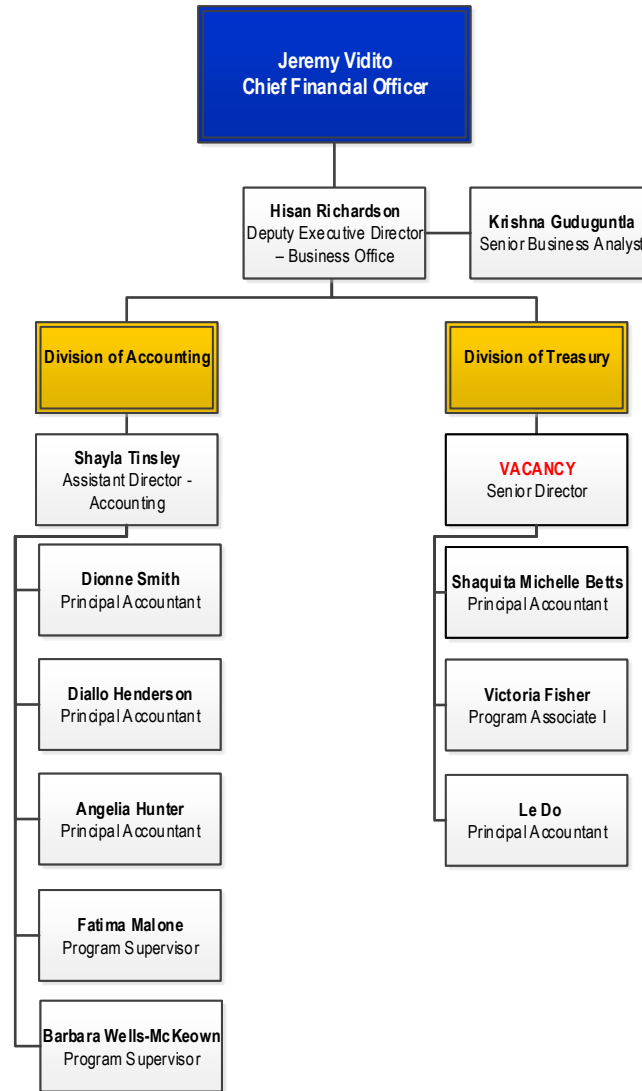 Jeremy Vidito
Chief Financial Officer
Hisan Richardson
Deputy Executive Director
– Business Office
Krishna Guduguntla
Senior Business Analyst
Division of Accounting
Division of Treasury
Shayla Tinsley
Assistant Director -
Accounting
VACANCY
Senior Director
Dionne Smith
Principal Accountant
Shaquita Michelle Betts
Principal Accountant
Diallo Henderson
Principal Accountant
Victoria Fisher
Program Associate I
Angelia Hunter
Principal Accountant
Le Do
Principal Accountant
Fatima Malone
Program Supervisor
Barbara Wells-McKeown
Program Supervisor